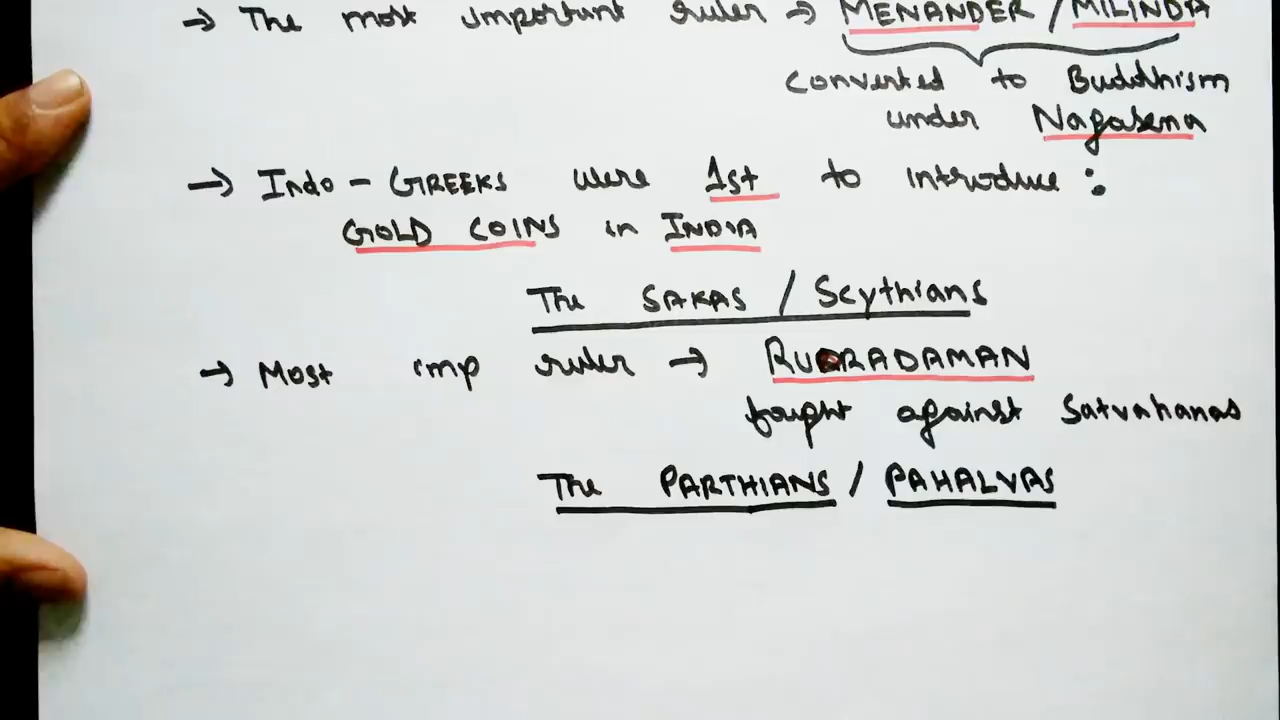 → The most important ruler → MENANDER / MILINDA
converted to Buddhism
under Nagasena
→ Indo - GREEKS were 1st to introduce :
GOLD COINS in INDIA
The SAKAS / Scythians
→ Most imp ruler → RUDRADAMAN
fought against Satvahanas
The PARTHIANS / PAHALVAS